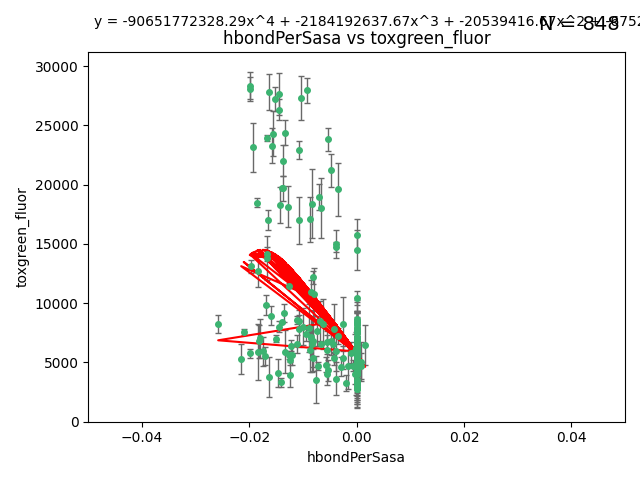 y = -90651772328.29x^4 + -2184192637.67x^3 + -20539416.
N = 848
hbondPerSasa vs toxgreen_fluor
30000
25000
20000
15000
10000
5000
0
toxgreen_fluor
-0.04 -0.02 0.00 0.02 0.04
hbondPerSasa